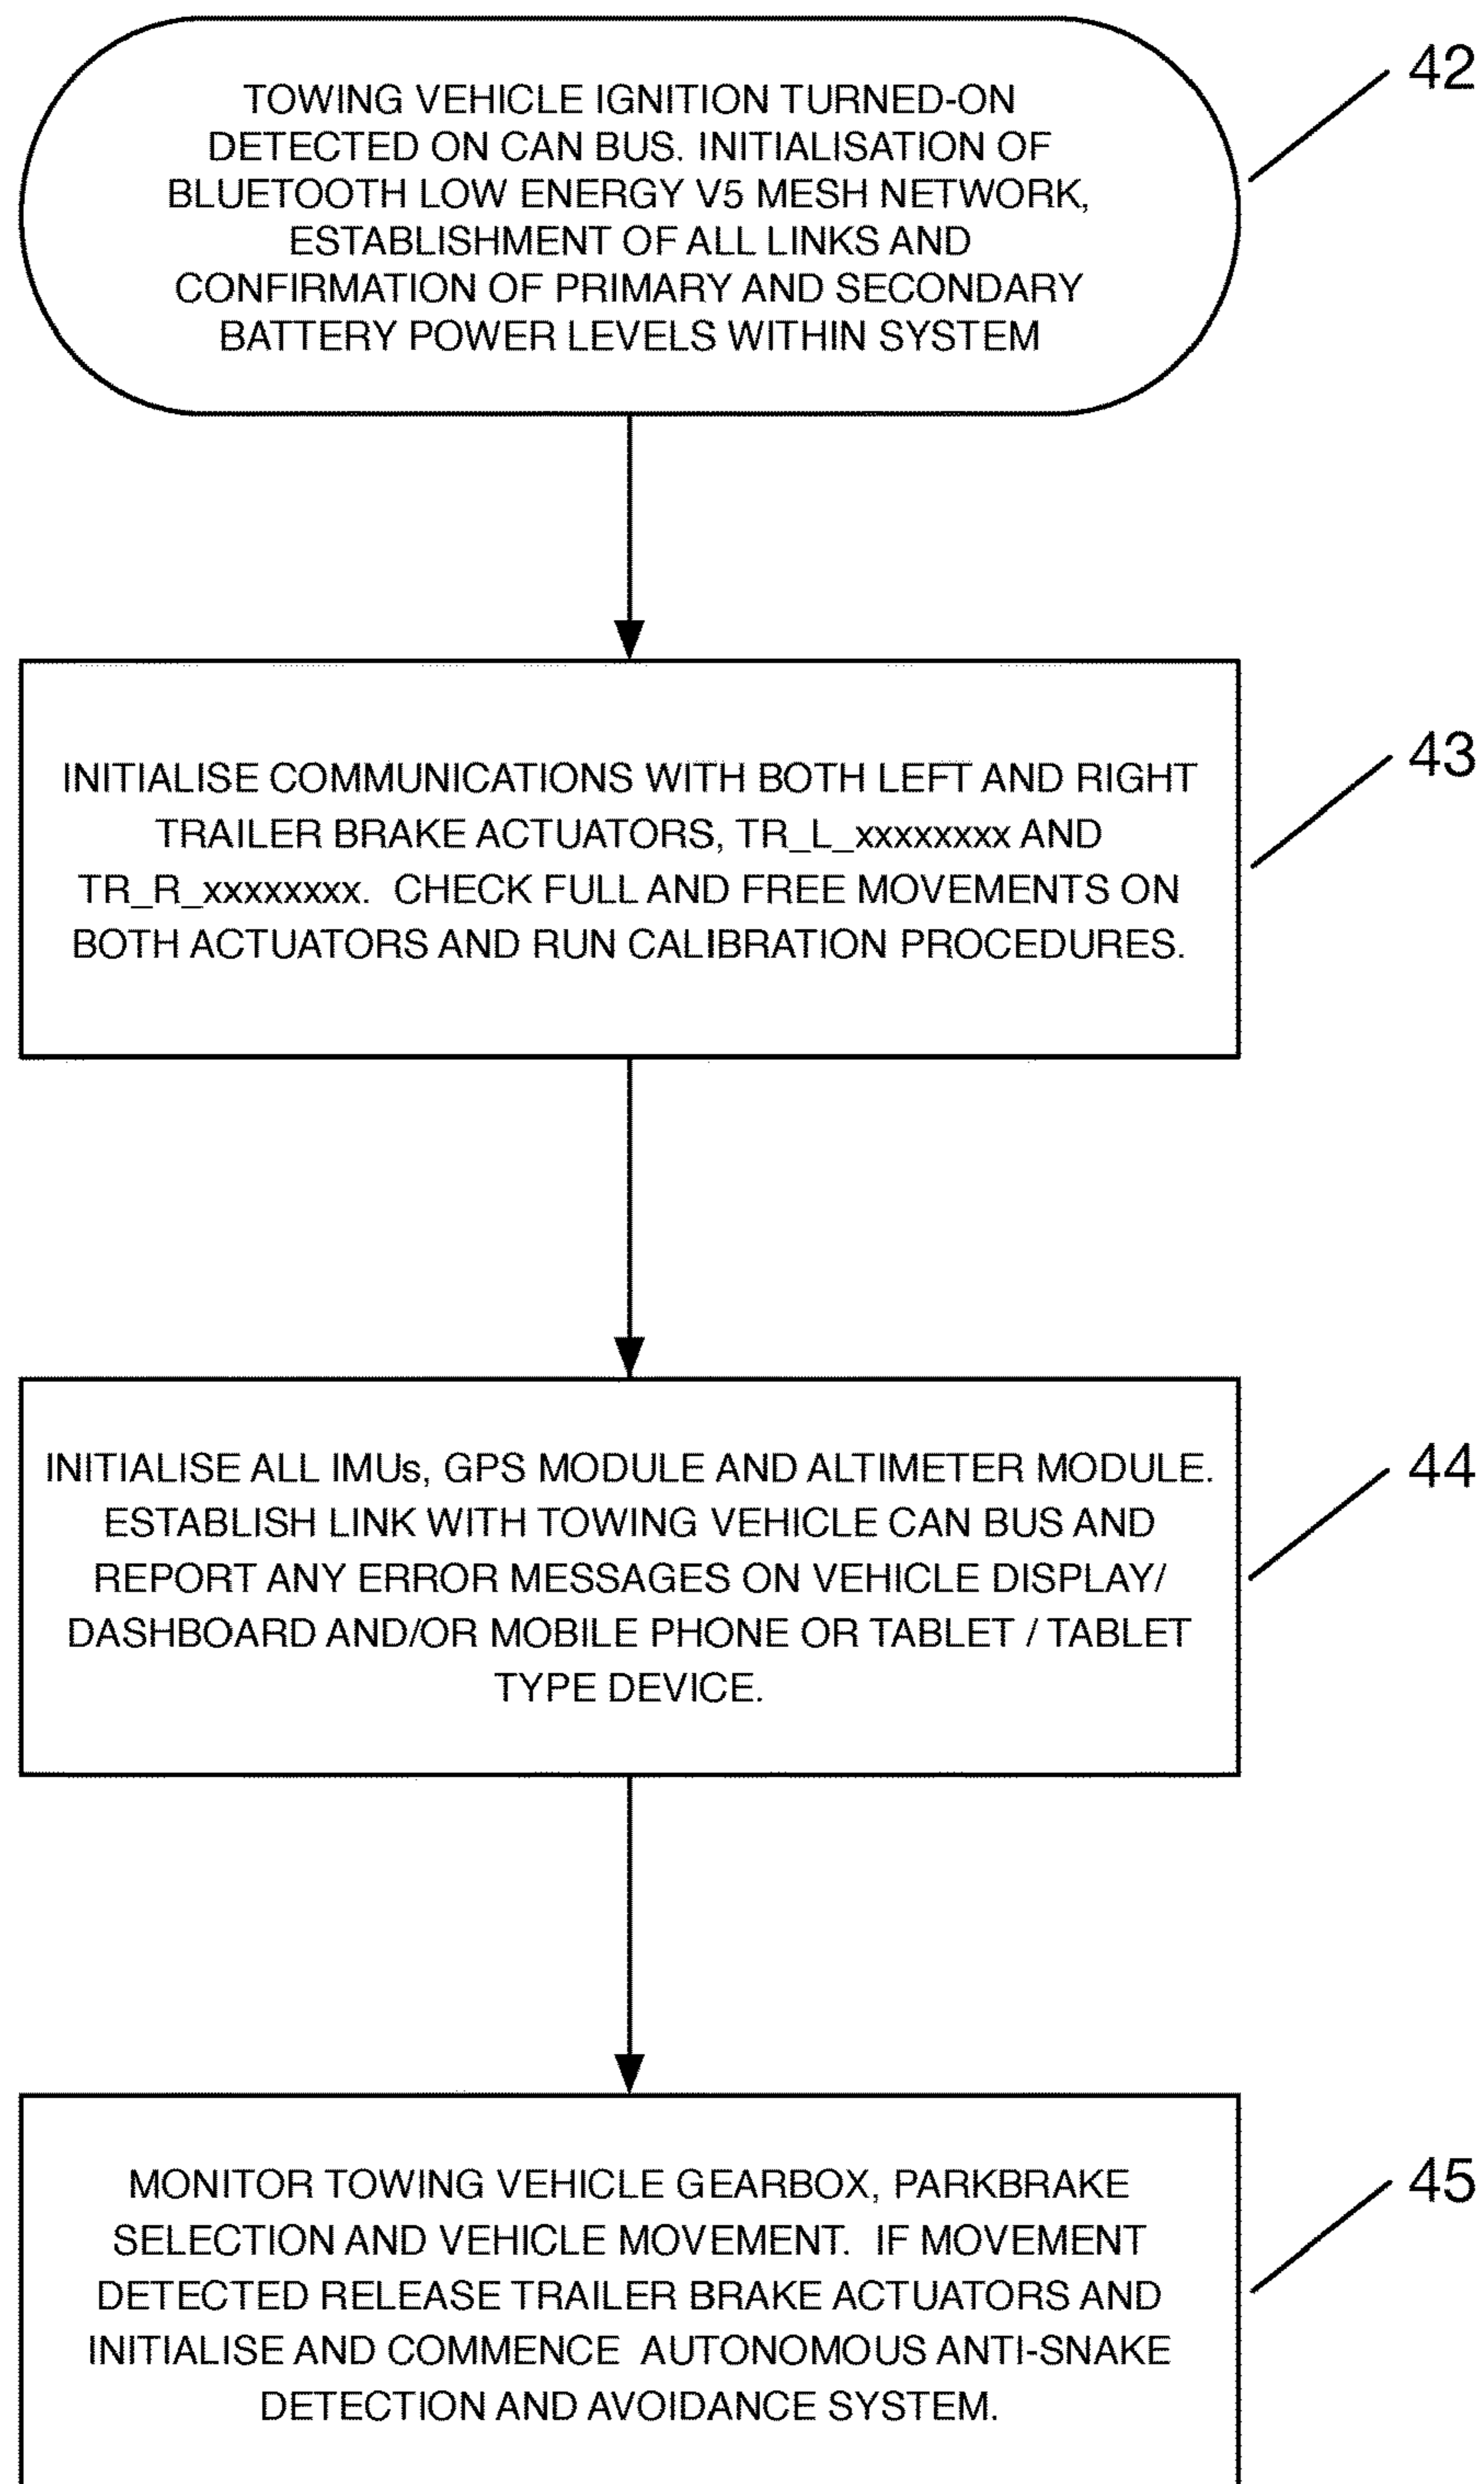 TOWING VEHICLE IGNITION TURNED-ON
DETECTED ON CAN BUS. INITIALISATION OF
BLUETOOTH LOW ENERGY V5 MESH NETWORK,
ESTABLISHMENT OF ALL LINKS AND
CONFIRMATION OF PRIMARY AND SECONDARY
BATTERY POWER LEVELS WITHIN SYSTEM
42
INITIALISE COMMUNICATIONS WITH BOTH LEFT AND RIGHT
TRAILER BRAKE ACTUATORS, TR_L_xxxxxxxx AND
TR_R_xxxxxxxx. CHECK FULL AND FREE MOVEMENTS ON
BOTH ACTUATORS AND RUN CALIBRATION PROCEDURES.
43
INITIALISE ALL IMUs, GPS MODULE AND ALTIMETER MODULE.
ESTABLISH LINK WITH TOWING VEHICLE CAN BUS AND
REPORT ANY ERROR MESSAGES ON VEHICLE DISPLAY/
DASHBOARD AND/OR MOBILE PHONE OR TABLET / TABLET
TYPE DEVICE.
44
MONITOR TOWING VEHICLE GEARBOX, PARKBRAKE
SELECTION AND VEHICLE MOVEMENT. IF MOVEMENT
DETECTED RELEASE TRAILER BRAKE ACTUATORS AND
INITIALISE AND COMMENCE AUTONOMOUS ANTI-SNAKE
DETECTION AND AVOIDANCE SYSTEM.
45